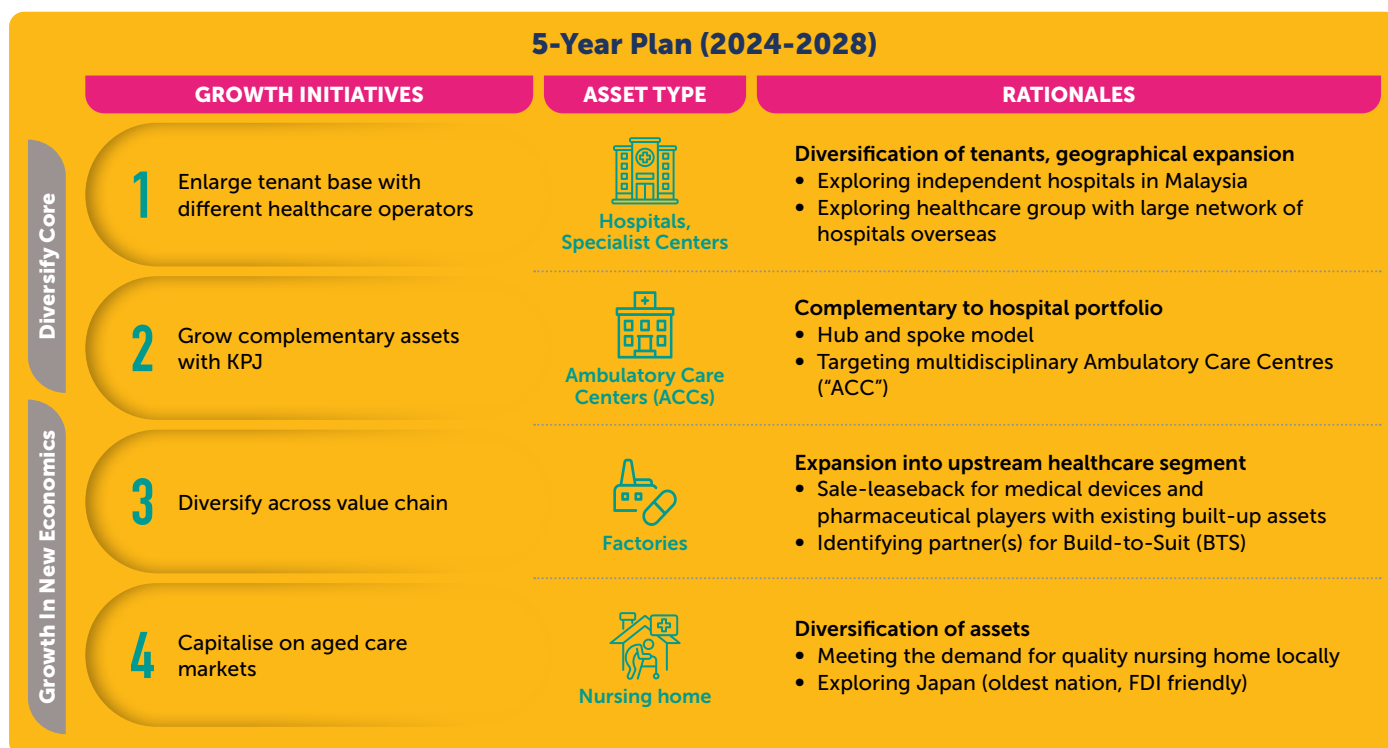 5-Year Plan (2024-2028)
GROWTH INITIATIVES
ASSET TYPE
RATIONALES
Diversify Core
1
Enlarge tenant base with
different healthcare operators
Hospitals,
Specialist Centers
Diversification of tenants, geographical expansion
• Exploring independent hospitals in Malaysia
• Exploring healthcare group with large network of
hospitals overseas
2
Grow complementary assets
with KPJ
Ambulatory Care
Centers (ACCs)
Complementary to hospital portfolio
• Hub and spoke model
• Targeting multidisciplinary Ambulatory Care Centres
(“ACC”)
Growth In New Economics
3
Diversify across value chain
Factories
Expansion into upstream healthcare segment
• Sale-leaseback for medical devices and
pharmaceutical players with existing built-up assets
• Identifying partner(s) for Build-to-Suit (BTS)
4
Capitalise on aged care
markets
Nursing home
Diversification of assets
• Meeting the demand for quality nursing home locally
• Exploring Japan (oldest nation, FDI friendly)